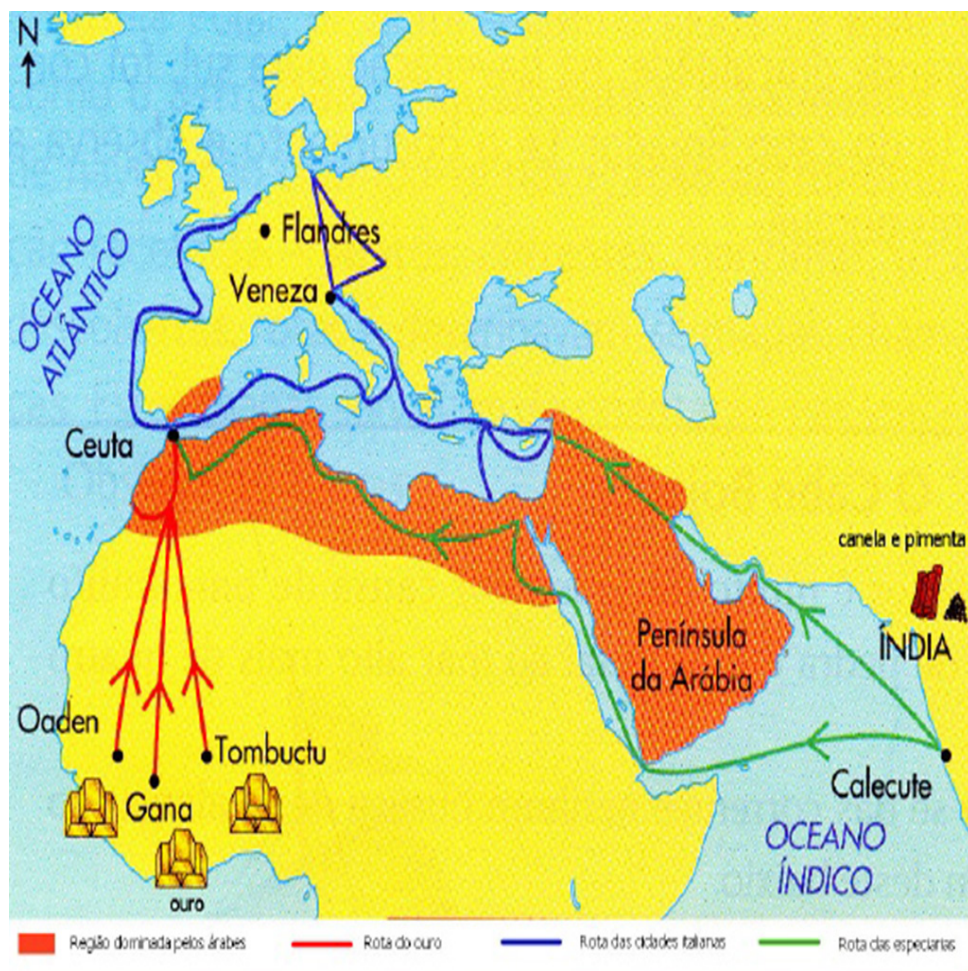 N
OCEANO
ATLÂNTICO
Flandres
Veneza
Ceuta
canela e pimenta
ÍNDIA
Península
da Arábia
Oaden
Tombuctu
Gana
Calecute
OCEANO
ÍNDICO
ouro
Região dominada pelos árabes
Rota do ouro
Rota das cidades italianas
Rota das especiarias